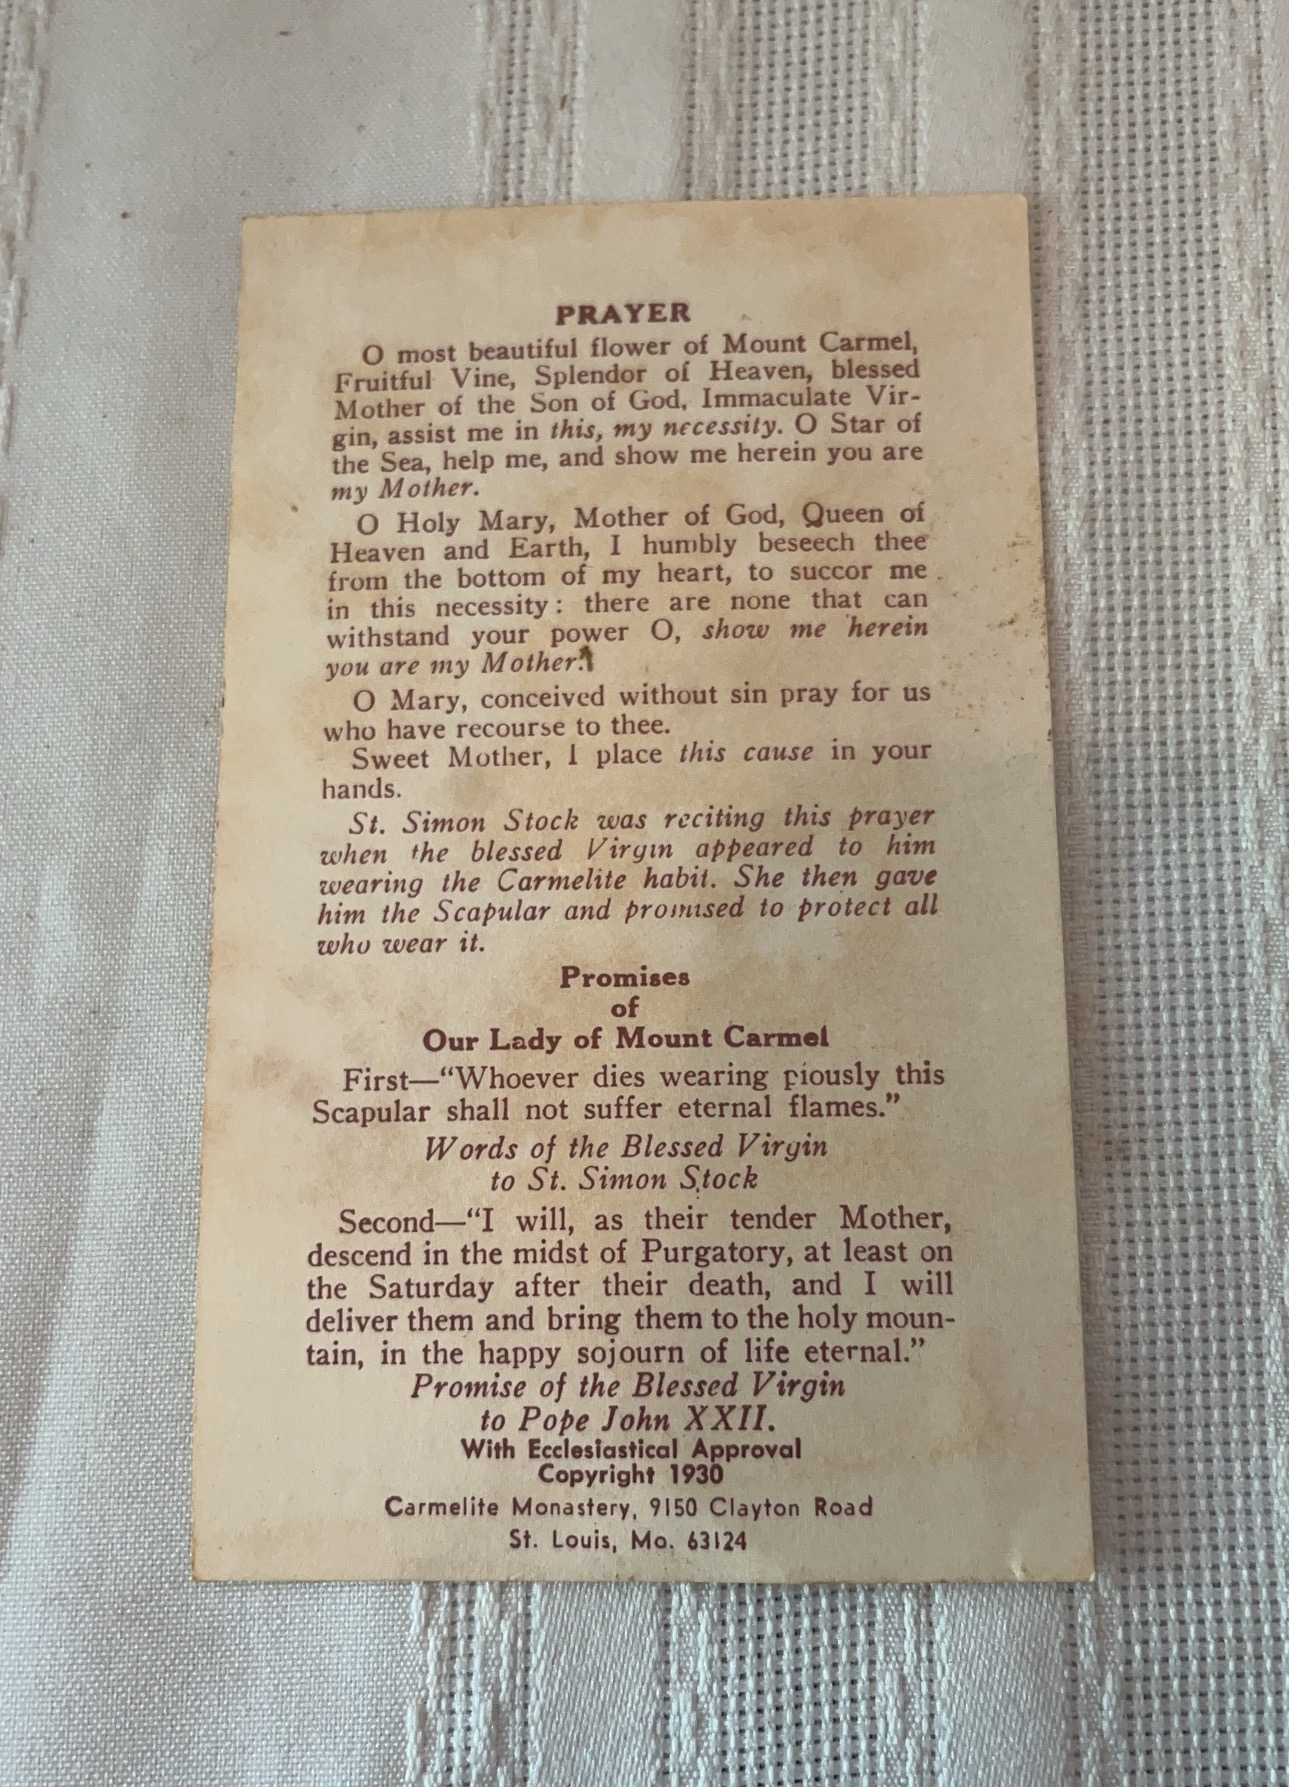 PRAYER
O most beautiful flower of Mount Carmel,
Fruitful Vine, Splendor of Heaven, blessed
Mother of the Son of God, Immaculate Vir-
gin, assist me in this, my necessity. O Star of
the Sea, help me, and show me herein you are
my Mother.
O Holy Mary, Mother of God, Queen of
Heaven and Earth, I humbly beseech thee
from the bottom of my heart, to succor me
in this necessity: there are none that can
withstand your power O, show me herein
you are my Mother.
O Mary, conceived without sin pray for us
who have recourse to thee.
Sweet Mother, I place this cause in your
hands.
St. Simon Stock was reciting this prayer
when the blessed Virgin appeared to him
wearing the Carmelite habit. She then gave
him the Scapular and promised to protect all
who wear it.
Promises
of
Our Lady of Mount Carmel
First—“Whoever dies wearing piously this
Scapular shall not suffer eternal flames.”
Words of the Blessed Virgin
to St. Simon Stock
Second—“I will, as their tender Mother,
descend in the midst of Purgatory, at least on
the Saturday after their death, and I will
deliver them and bring them to the holy moun-
tain, in the happy sojourn of life eternal.”
Promise of the Blessed Virgin
to Pope John XXII.
With Ecclesiastical Approval
Copyright 1930
Carmelite Monastery, 9150 Clayton Road
St. Louis, Mo. 63124